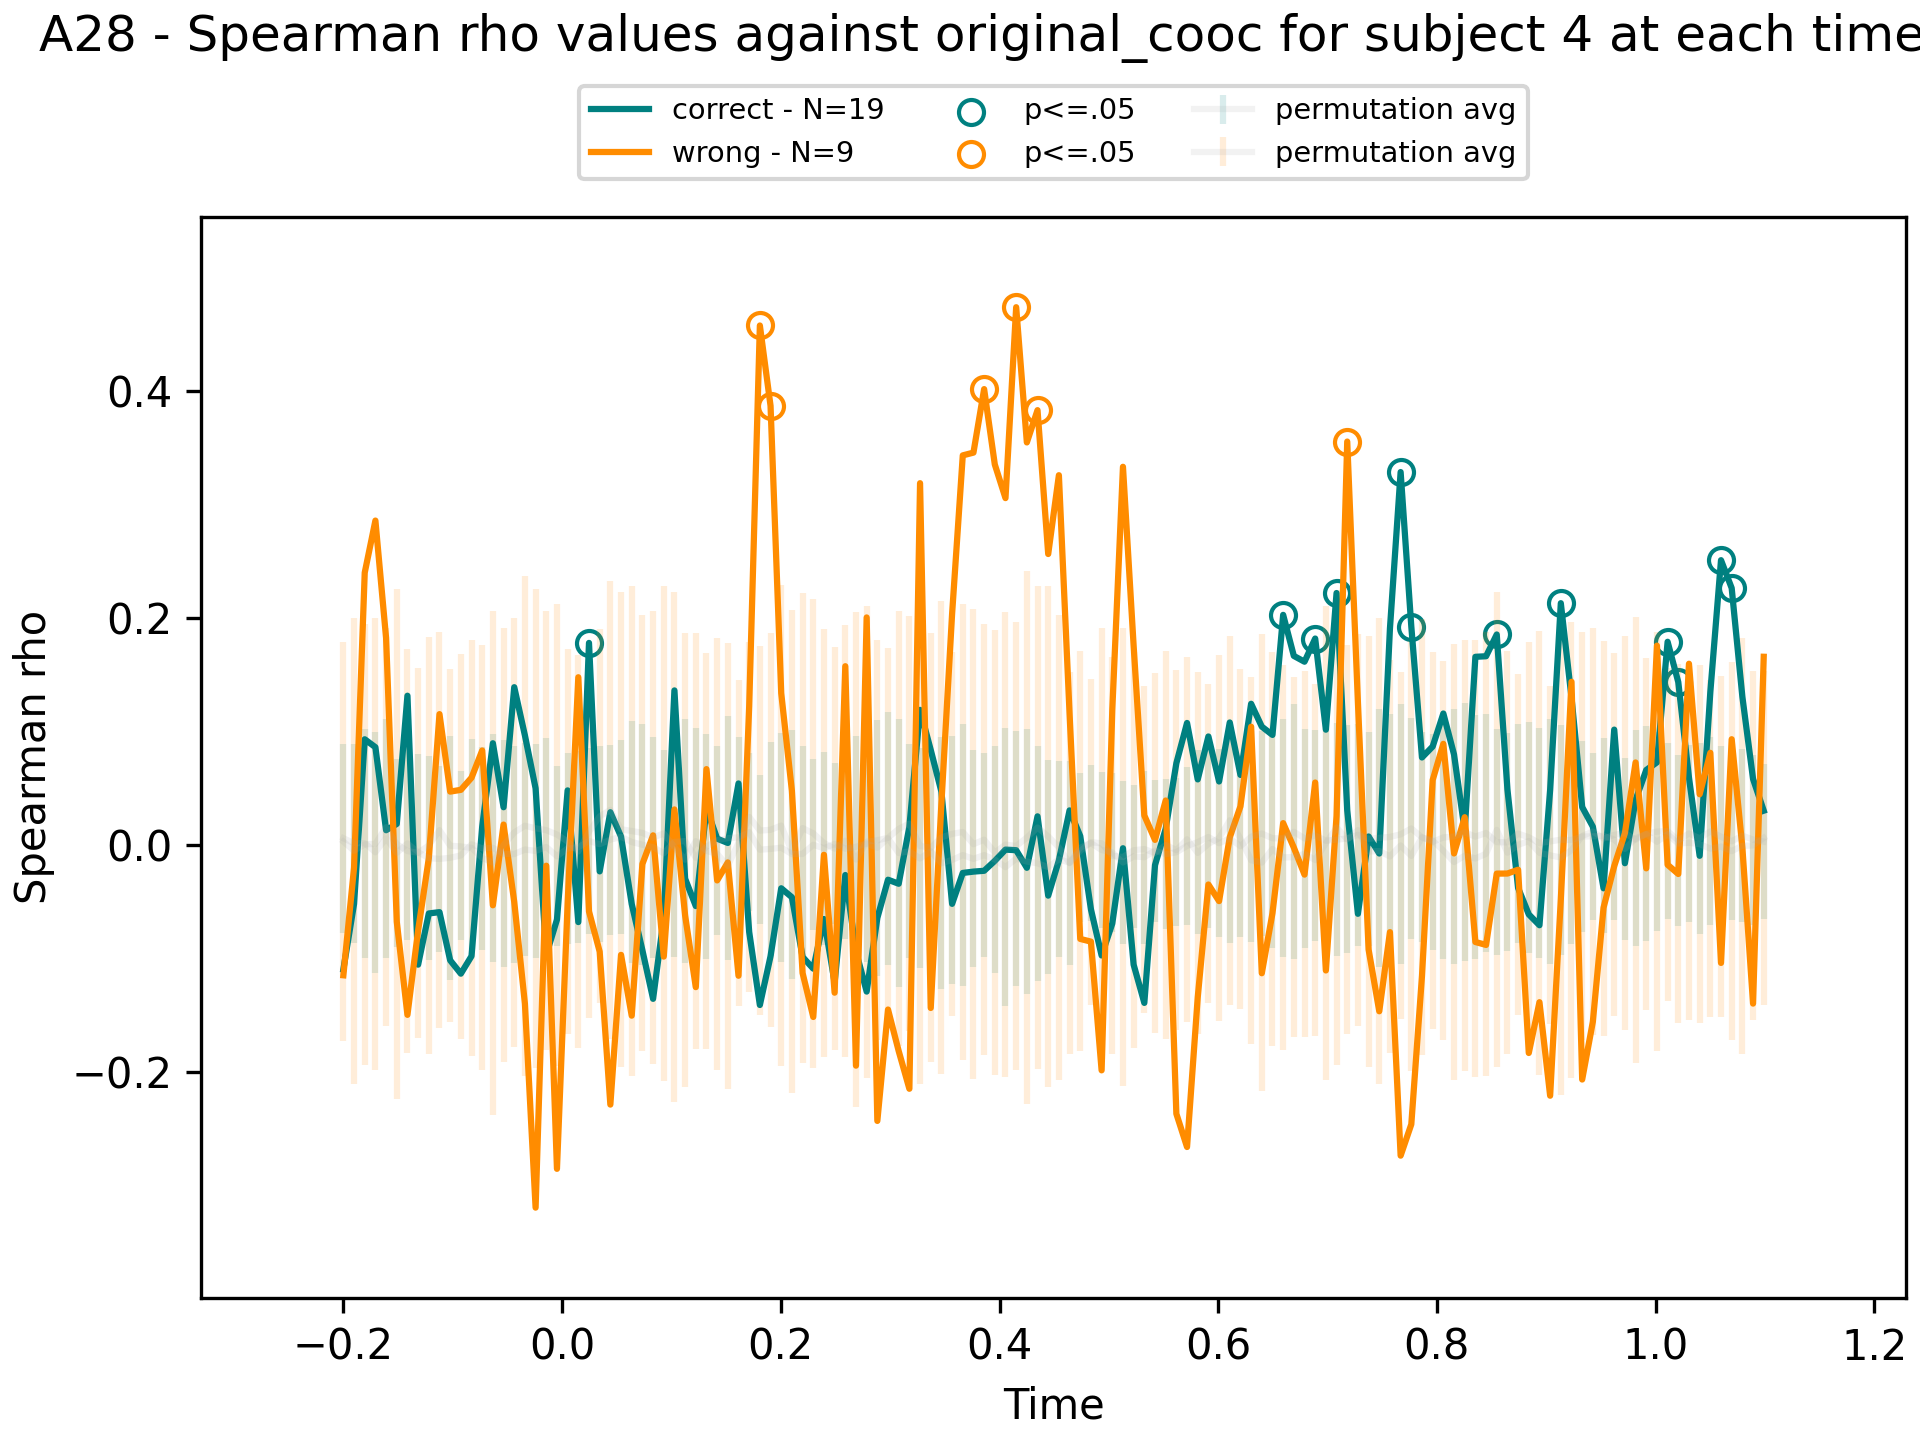 A28 - Spearman rho values against original_cooc for subject 4 at each time
correct - N=19
wrong - N=9
p<=.05
p<=.05
permutation avg
permutation avg
Spearman rho
0.4
0.2
0.0
−0.2
−0.2 0.0 0.2 0.4 0.6 0.8 1.0 1.2
Time